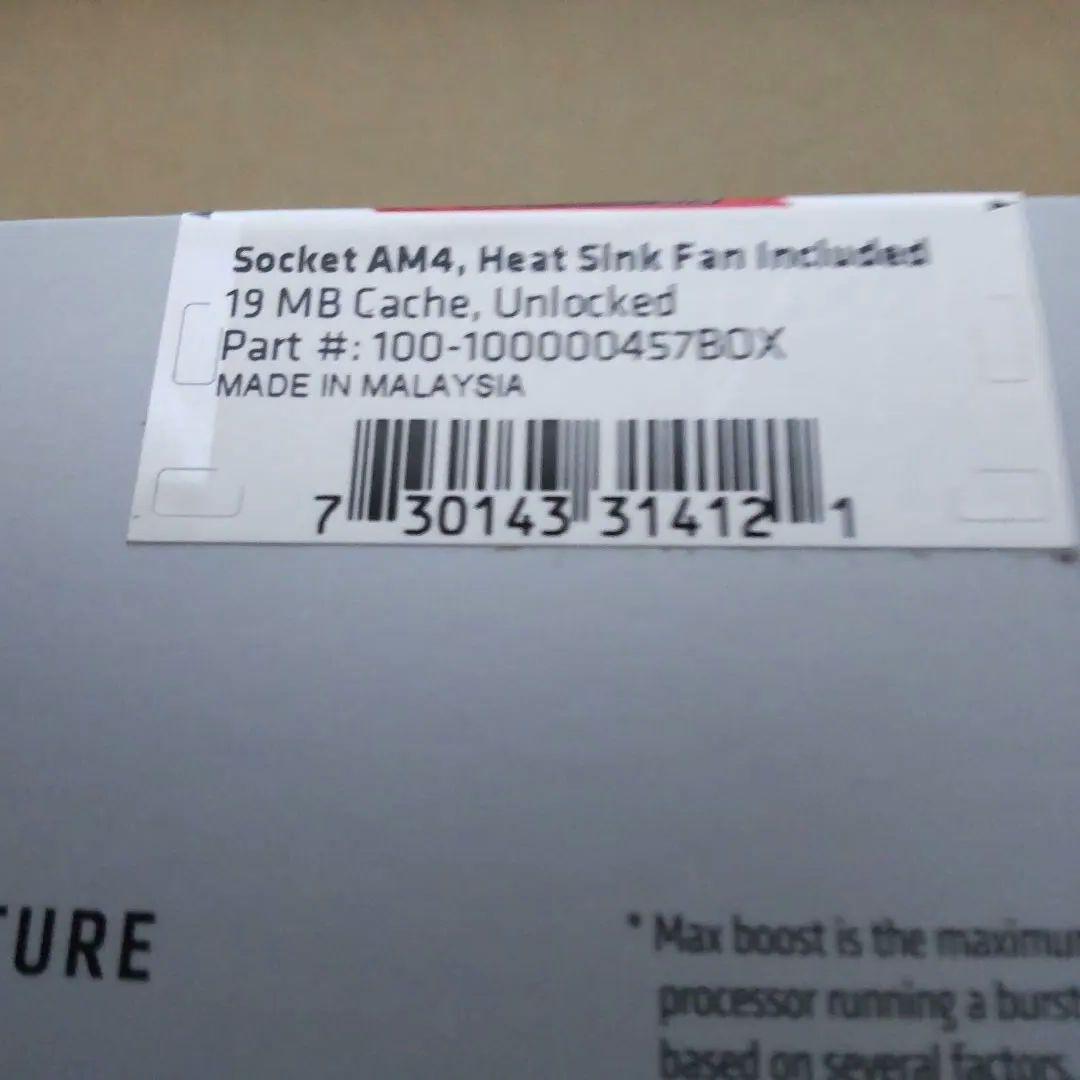 Socket AM4, Heat Sink Fan Included
19 MB Cache, Unlocked
Part #: 100-100000457BOX
MADE IN MALAYSIA
7 30143 31412 1
TURE
* Max boost is the maximu
processor running a burst
based on several factors,